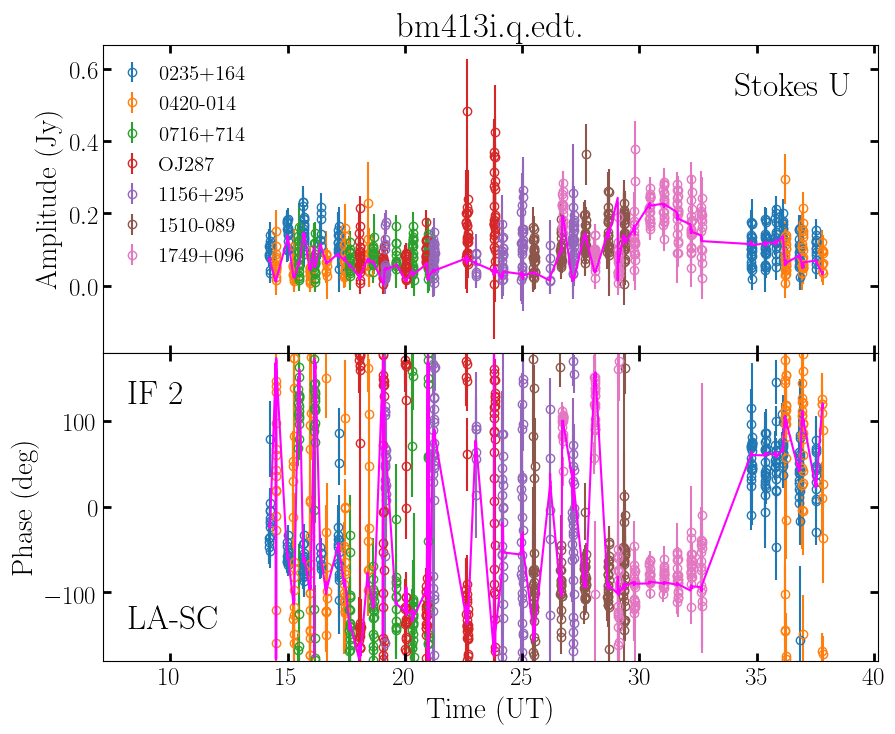 bm413i.q.edt.
Stokes U
0235+164
0420-014
0716+714
OJ287
1156+295
1510-089
1749+096
Amplitude (Jy)
0.6
0.4
0.2
0.0
IF 2
LA-SC
Phase (deg)
100
0
−100
10 15 20 25 30 35 40
Time (UT)